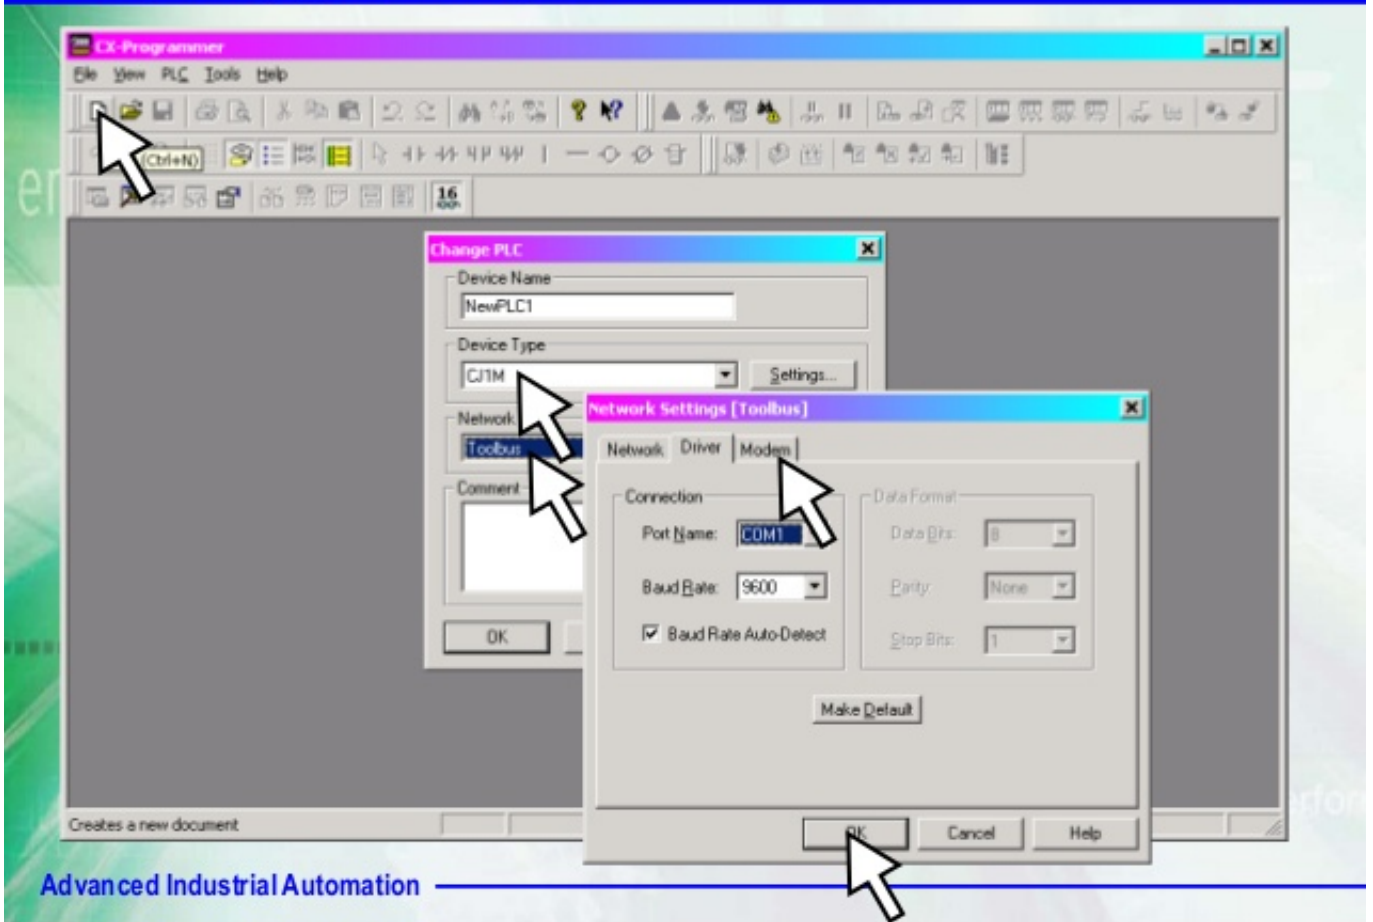 CX-Programmer
File View PLC Tools Help
(Ctrl+N)
16
Change PLC
Device Name
NewPLC1
Device Type
CJ1M
Settings...
Network
Toolbus
Comment
OK
Network Settings [Toolbus]
Network Driver Modem
Connection
Port Name: COM1
Baud Rate: 9600
Baud Rate Auto-Detect
Data Format
Data Bits: 8
Parity: None
Stop Bits: 1
Make Default
OK Cancel Help
Creates a new document
Advanced Industrial Automation